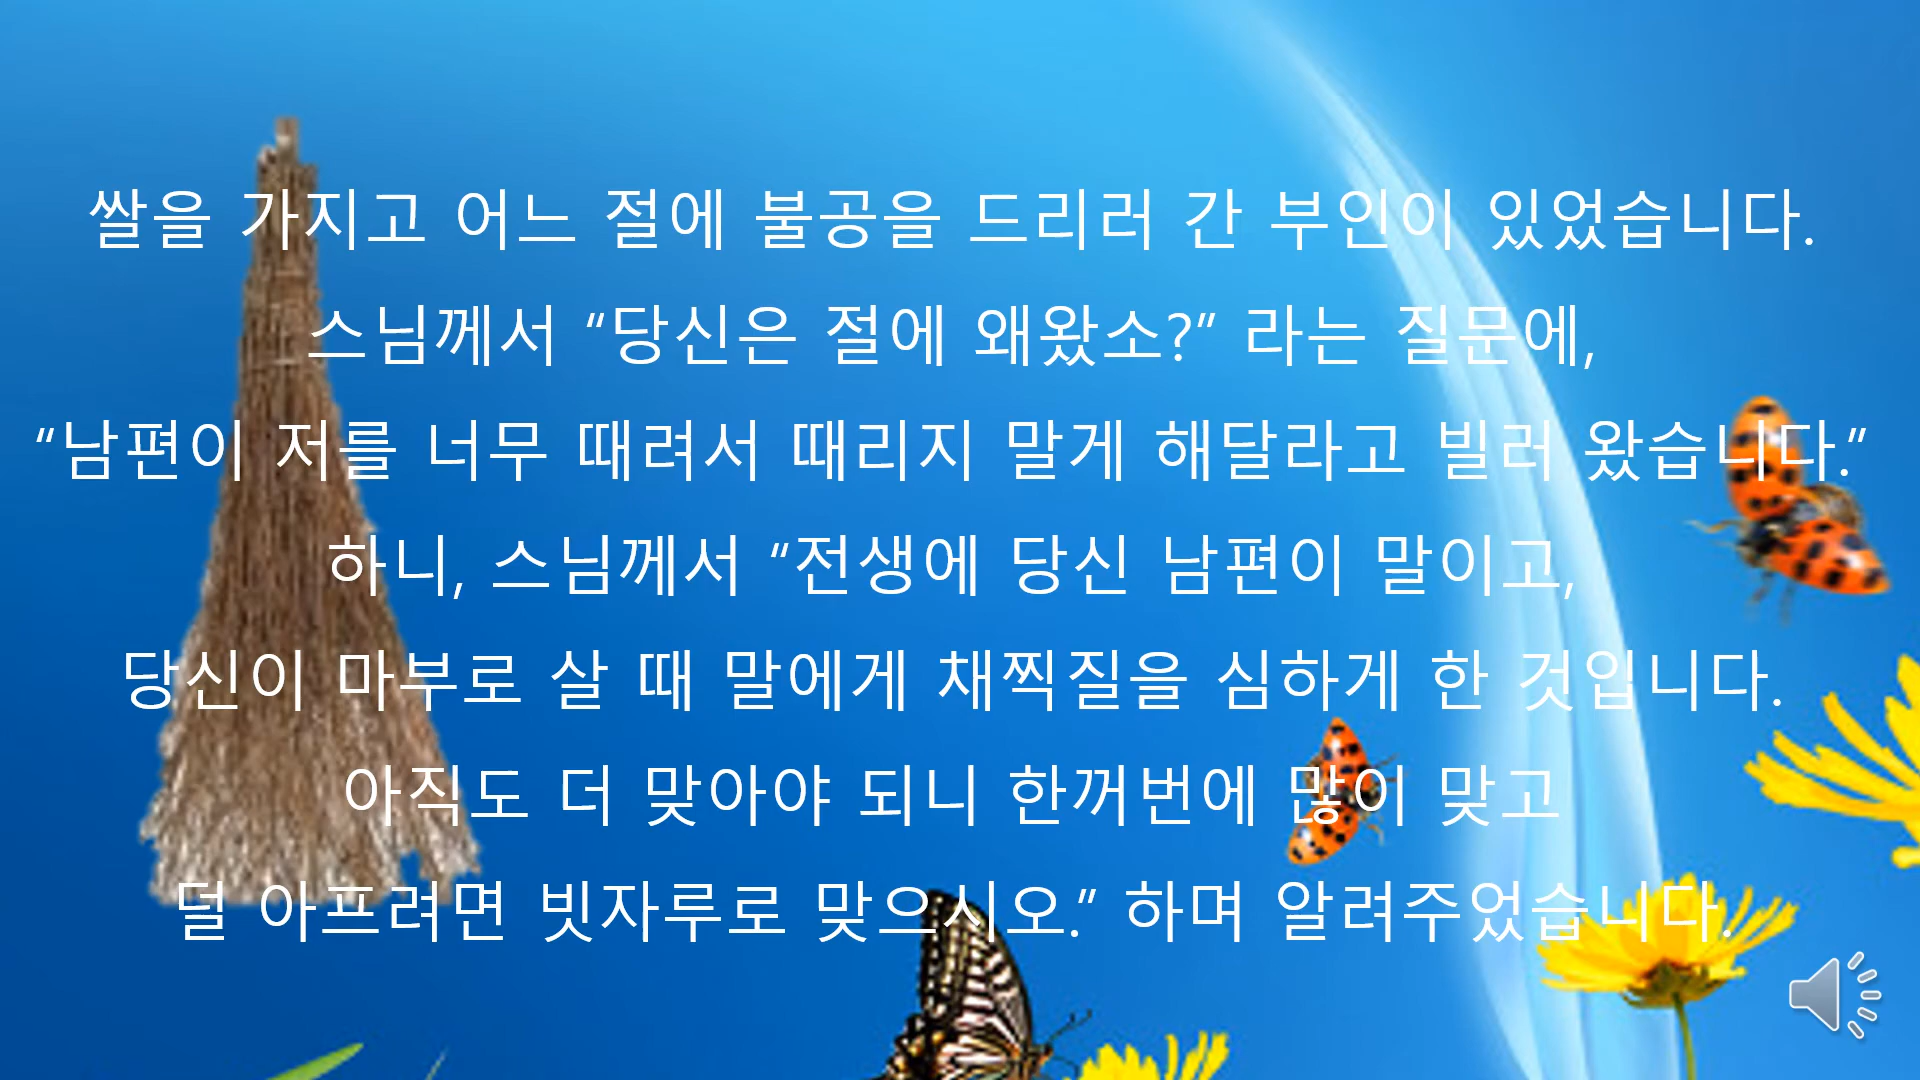 쌀을 가지고 어느 절에 불공을 드리러 간 부인이 있었습니다.
스님께서 “당신은 절에 왜왔소?” 라는 질문에,
“남편이 저를 너무 때려서 때리지 말게 해달라고 빌러 왔습니다.”
하니, 스님께서 “전생에 당신 남편이 말이고,
당신이 마부로 살 때 말에게 채찍질을 심하게 한 것입니다.
아직도 더 맞아야 되니 한꺼번에 많이 맞고
덜 아프려면 빗자루로 맞으시오.” 하며 알려주었습니다.